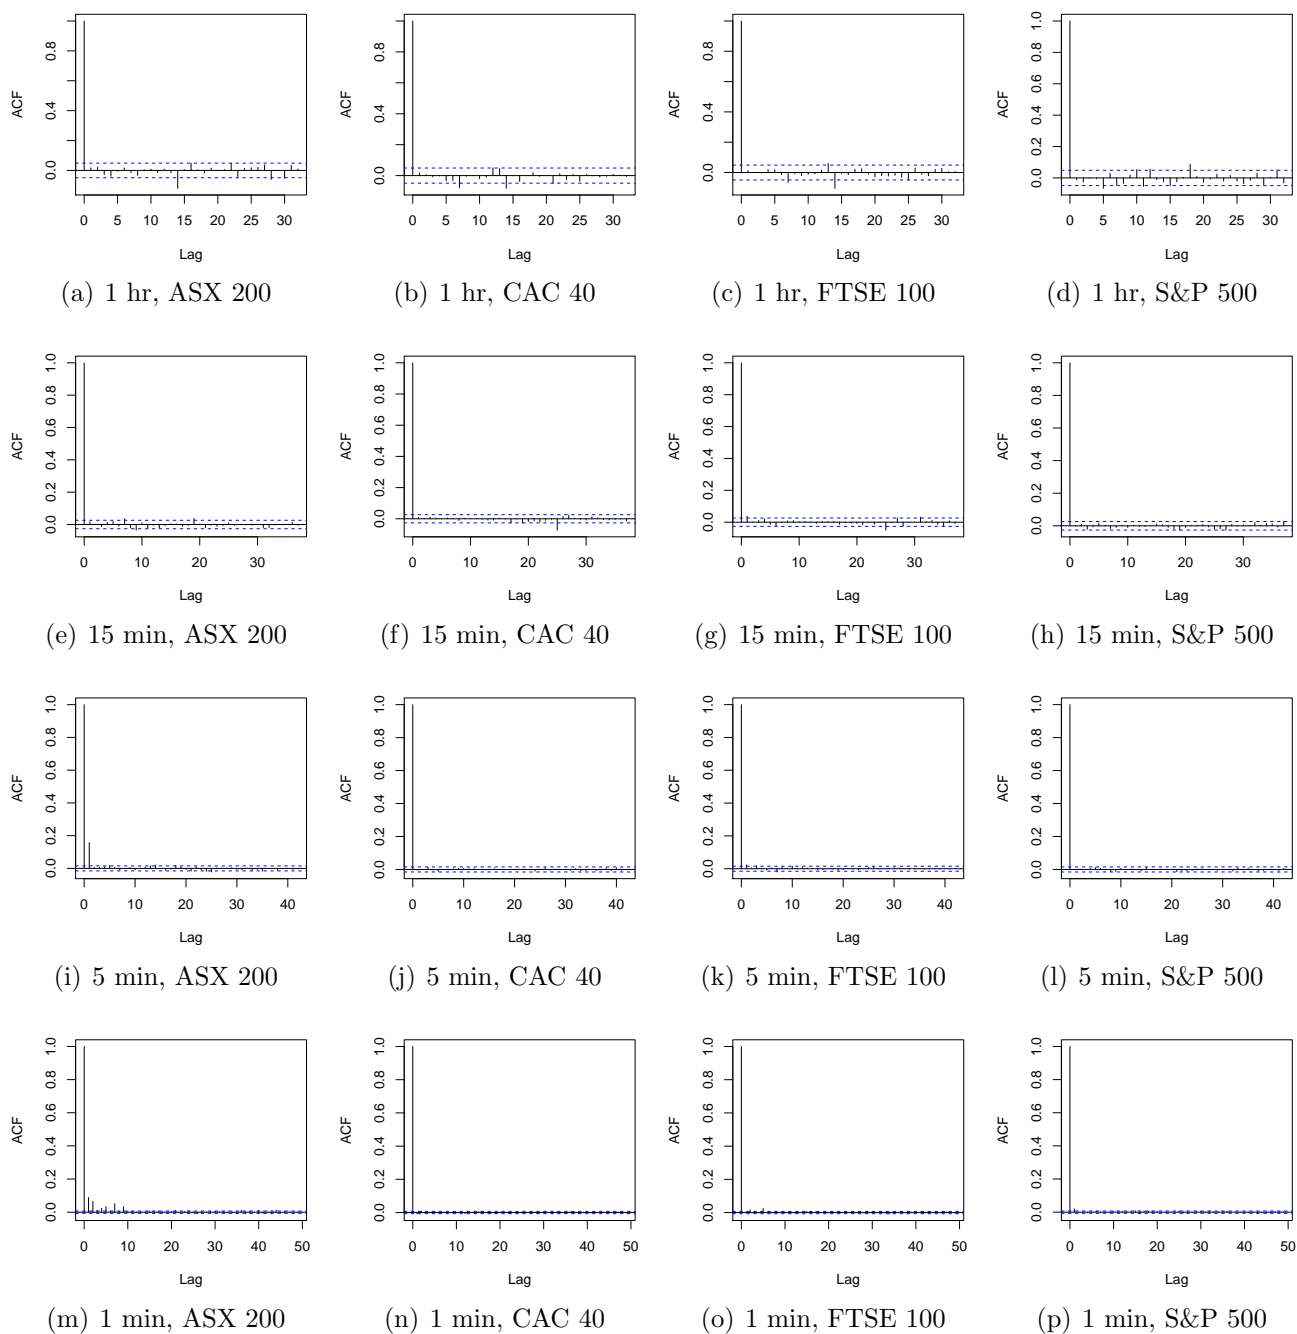 ACF
0.0 0.4 0.8
0 5 10 15 20 25 30
Lag
(a) 1 hr, ASX 200
ACF
0.0 0.4 0.8
0 5 10 15 20 25 30
Lag
(b) 1 hr, CAC 40
ACF
0.0 0.4 0.8
0 5 10 15 20 25 30
Lag
(c) 1 hr, FTSE 100
ACF
0.0 0.2 0.4 0.6 0.8 1.0
0 5 10 15 20 25 30
Lag
(d) 1 hr, S&P 500
ACF
0.0 0.2 0.4 0.6 0.8 1.0
0 10 20 30
Lag
(e) 15 min, ASX 200
ACF
0.0 0.2 0.4 0.6 0.8 1.0
0 10 20 30
Lag
(f) 15 min, CAC 40
ACF
0.0 0.2 0.4 0.6 0.8 1.0
0 10 20 30
Lag
(g) 15 min, FTSE 100
ACF
0.0 0.2 0.4 0.6 0.8 1.0
0 10 20 30
Lag
(h) 15 min, S&P 500
ACF
0.0 0.2 0.4 0.6 0.8 1.0
0 10 20 30 40
Lag
(i) 5 min, ASX 200
ACF
0.0 0.2 0.4 0.6 0.8 1.0
0 10 20 30 40
Lag
(j) 5 min, CAC 40
ACF
0.0 0.2 0.4 0.6 0.8 1.0
0 10 20 30 40
Lag
(k) 5 min, FTSE 100
ACF
0.0 0.2 0.4 0.6 0.8 1.0
0 10 20 30 40
Lag
(l) 5 min, S&P 500
ACF
0.0 0.2 0.4 0.6 0.8 1.0
0 10 20 30 40 50
Lag
(m) 1 min, ASX 200
ACF
0.0 0.2 0.4 0.6 0.8 1.0
0 10 20 30 40 50
Lag
(n) 1 min, CAC 40
ACF
0.0 0.2 0.4 0.6 0.8 1.0
0 10 20 30 40 50
Lag
(o) 1 min, FTSE 100
ACF
0.0 0.2 0.4 0.6 0.8 1.0
0 10 20 30 40 50
Lag
(p) 1 min, S&P 500